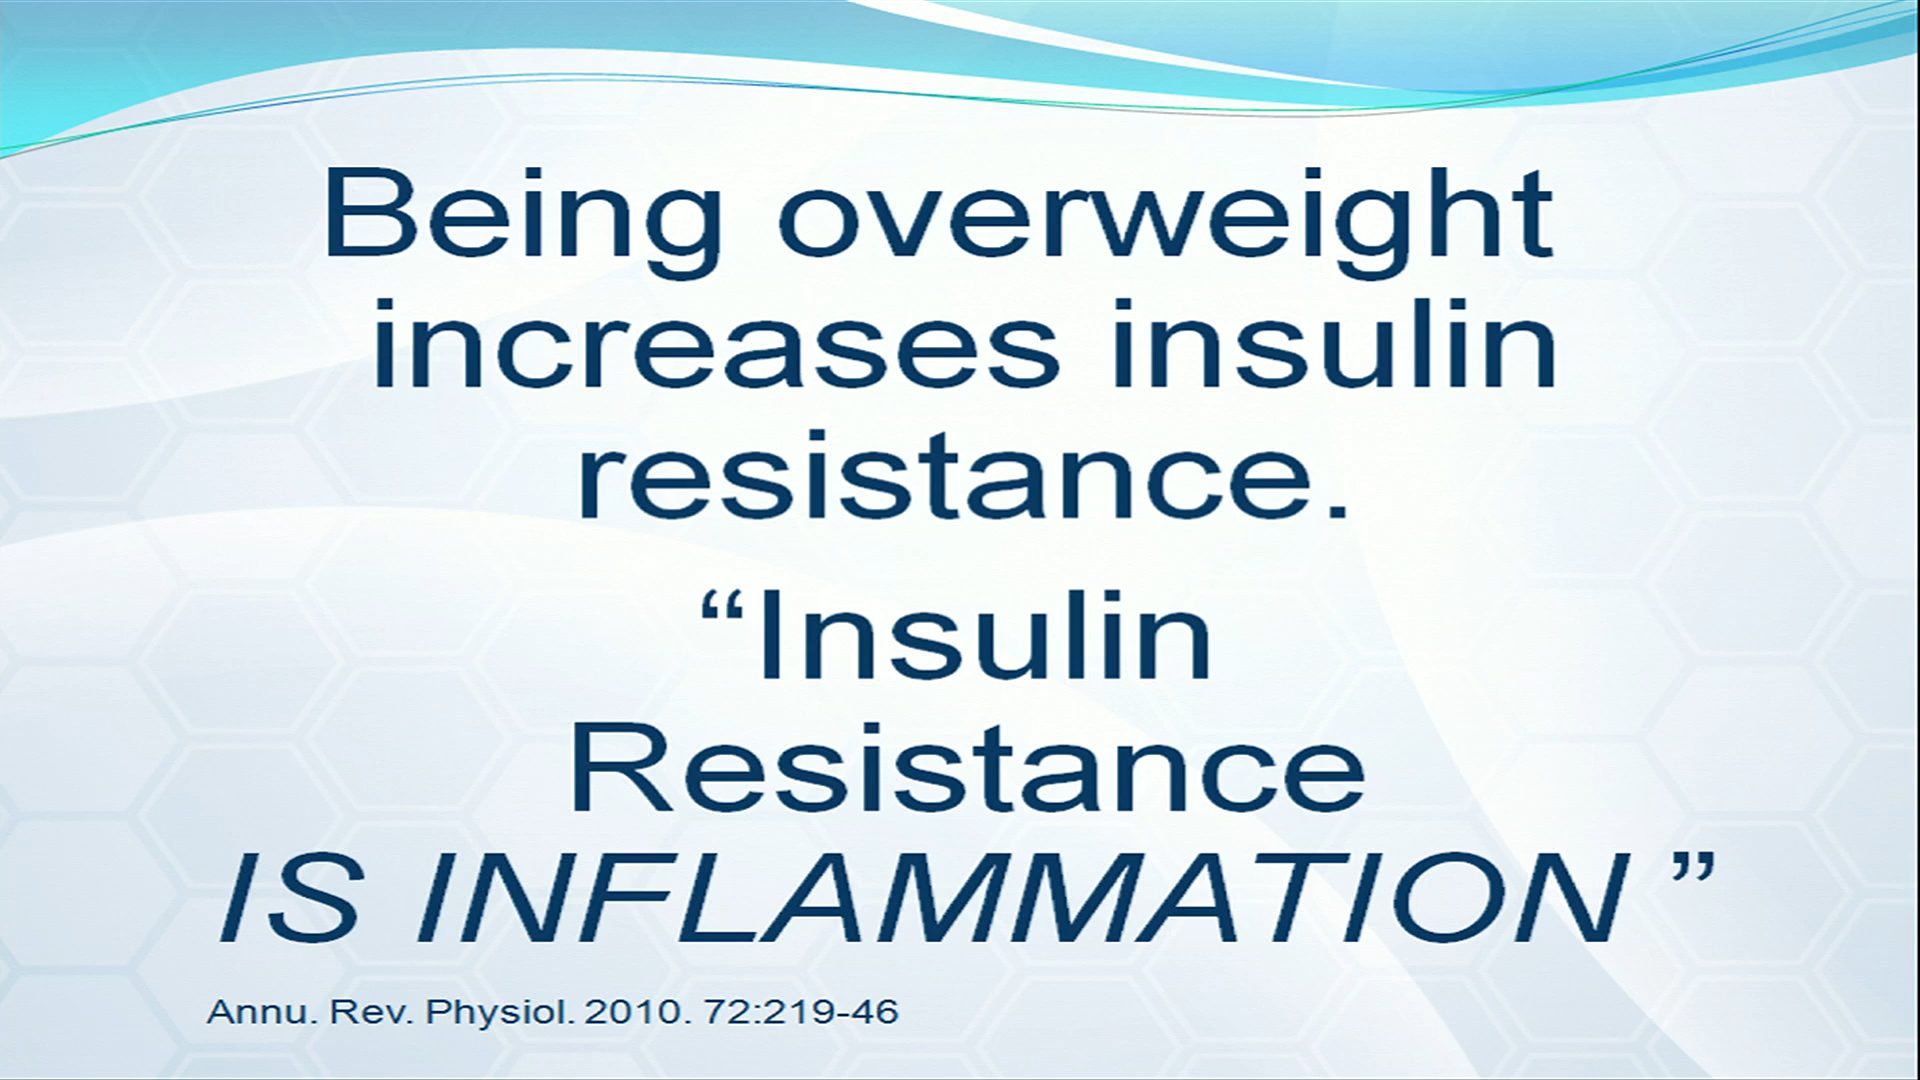 Being overweight
increases insulin
resistance.
“Insulin
Resistance
IS INFLAMMATION ”
Annu. Rev. Physiol. 2010. 72:219-46